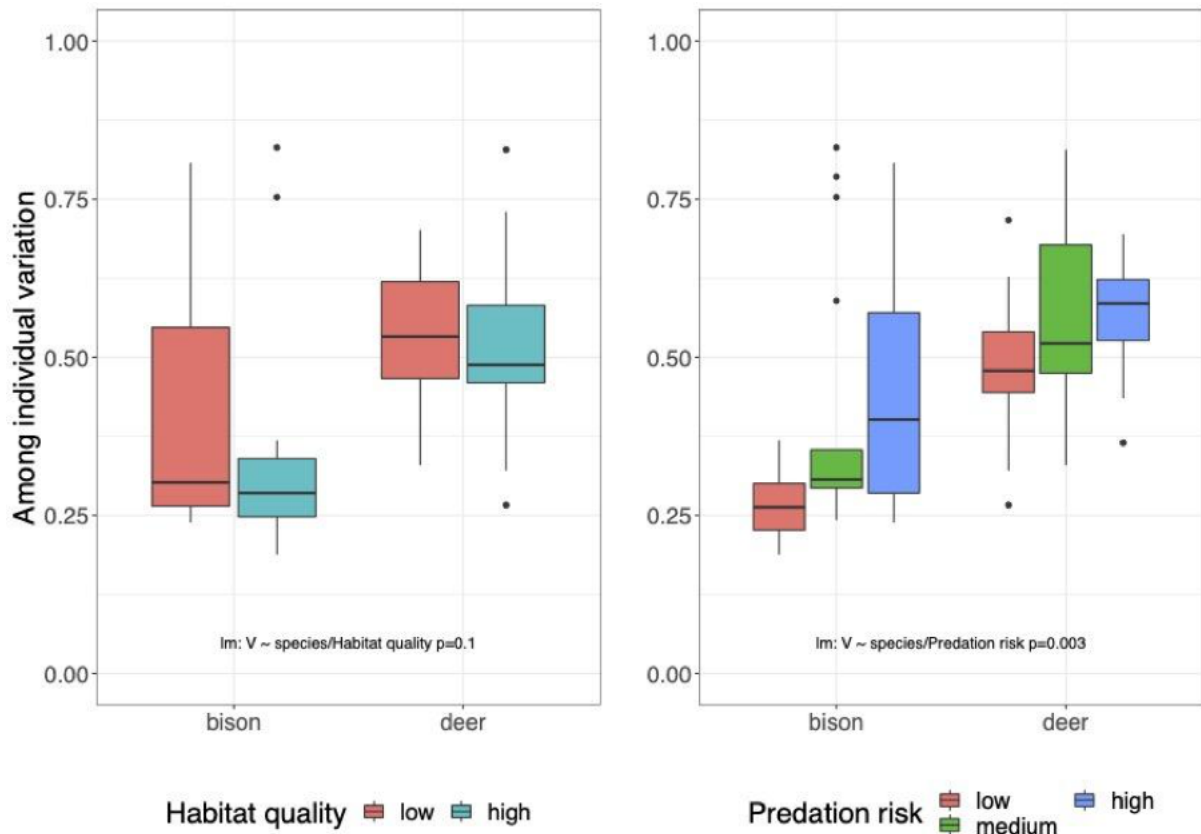 Among individual variation
1.00
0.75
0.50
0.25
0.00
lm: V ~ species/Habitat quality p=0.1
bison deer
Habitat quality low high
1.00
0.75
0.50
0.25
0.00
lm: V ~ species/Predation risk p=0.003
bison deer
Predation risk low high
medium